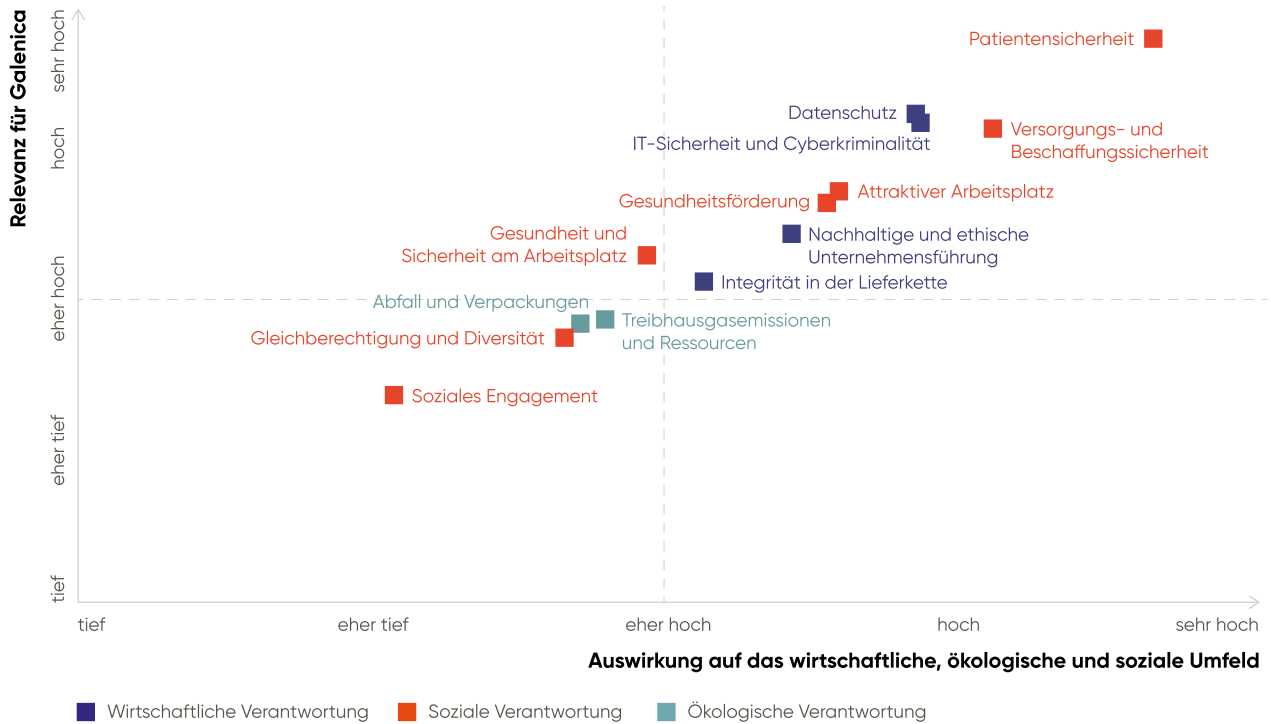 Relevanz für Galenica
sehr hoch
hoch
eher hoch
eher tief
tief
Patientensicherheit
Datenschutz
IT-Sicherheit und Cyberkriminalität
Versorgungs- und
Beschaffungssicherheit
Attraktiver Arbeitsplatz
Gesundheitsförderung
Gesundheit und
Sicherheit am Arbeitsplatz
Nachhaltige und ethische
Unternehmensführung
Integrität in der Lieferkette
Abfall und Verpackungen
Treibhausgasemissionen
und Ressourcen
Gleichberechtigung und Diversität
Soziales Engagement
tief
eher tief
eher hoch
hoch
sehr hoch
Auswirkung auf das wirtschaftliche, ökologische und soziale Umfeld
Wirtschaftliche Verantwortung
Soziale Verantwortung
Ökologische Verantwortung